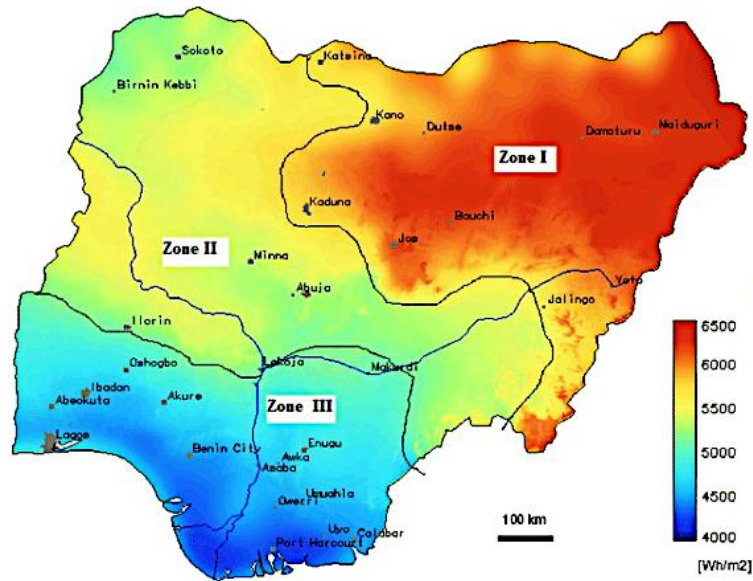 Sokoto
Katsina
Birnin Kebbi
Kano
Dutse
Damaturu
Maiduguri
Zone I
Kaduna
Bauchi
Jos
Zone II
Minna
Abuja
Yola
Jalingo
Ilorin
Oshogbo
Lokoja
Makurdi
Ibadan
Abeokuta
Akure
Zone III
Lagos
Benin City
Enugu
Awka
Asaba
Umuahia
Owerri
Uyo
Calabar
Port Harcourt
100 km
6500
6000
5500
5000
4500
4000
[Wh/m2]